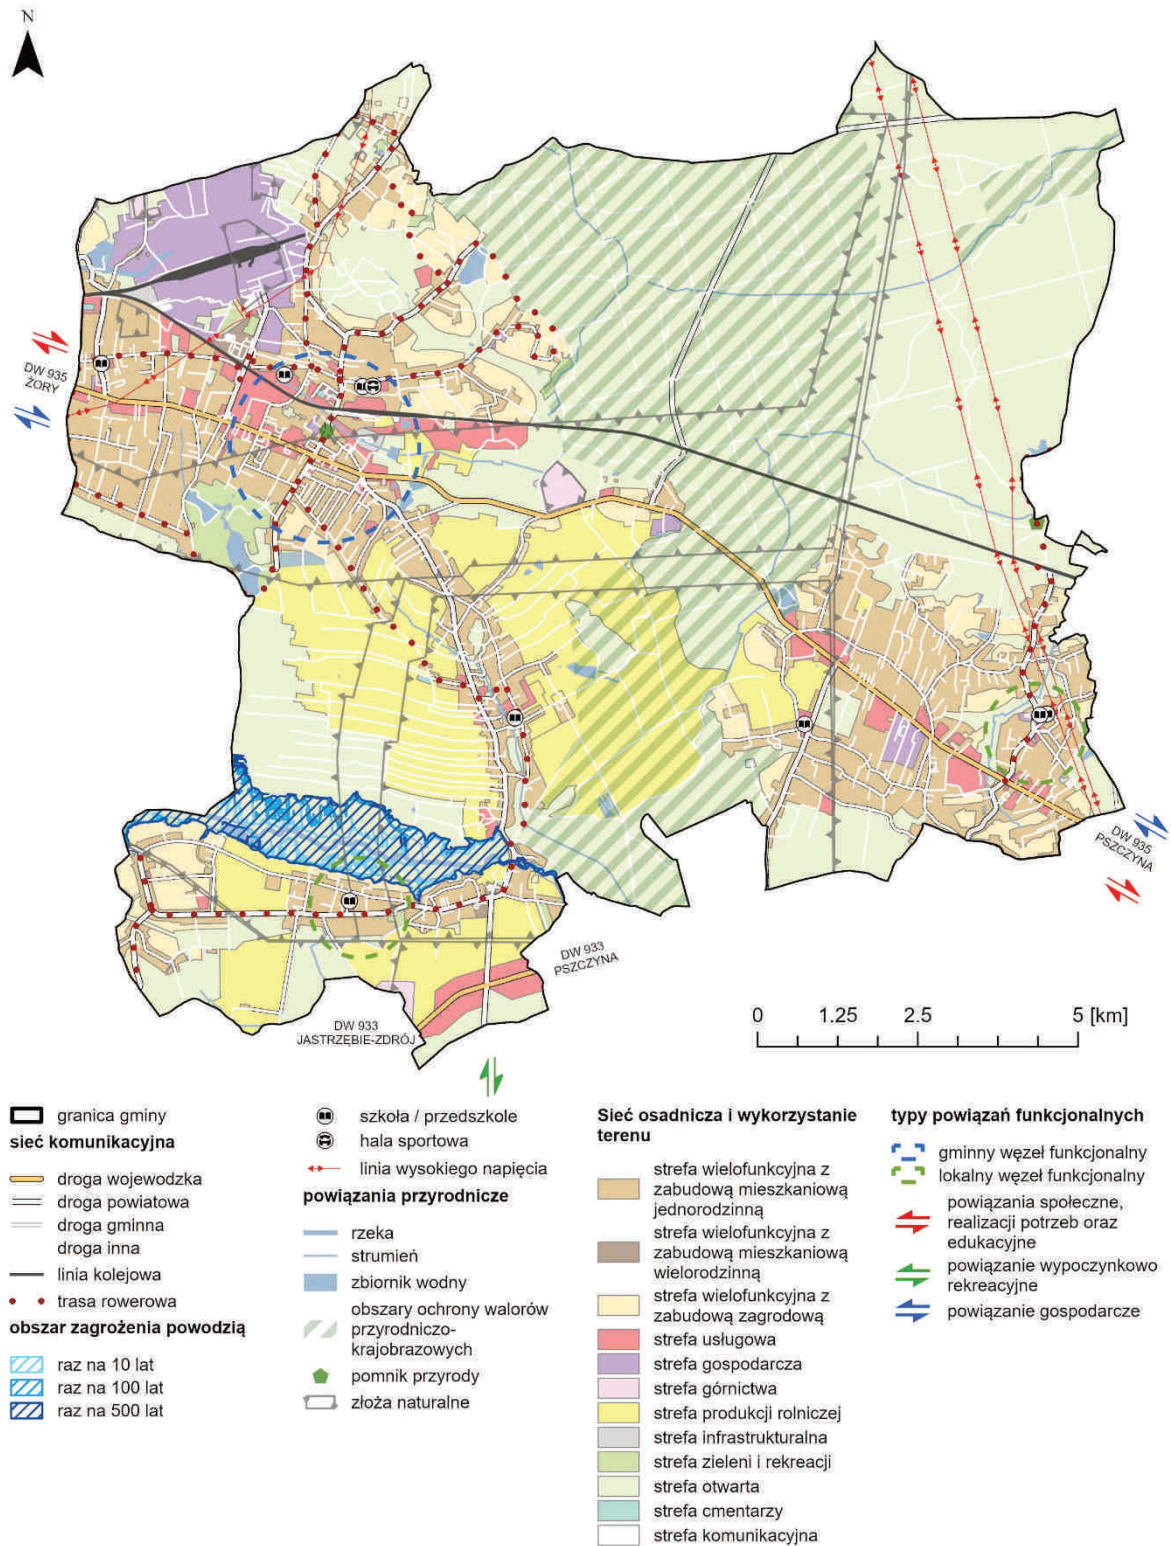 N
DW 935
ŻORY
DW 935
PSZCZYNA
DW 933
PSZCZYNA
DW 933
JASTRZĘBIE-ZDRÓJ
0 1.25 2.5 5 [km]
granica gminy
sieć komunikacyjna
droga wojewodzka
droga powiatowa
droga gminna
droga inna
linia kolejowa
trasa rowerowa
obszar zagrożenia powodzią
raz na 10 lat
raz na 100 lat
raz na 500 lat
szkoła / przedszkole
hala sportowa
linia wysokiego napięcia
powiązania przyrodnicze
rzeka
strumień
zbiornik wodny
obszary ochrony walorów
przyrodniczo-
krajobrazowych
pomnik przyrody
złoża naturalne
Sieć osadnicza i wykorzystanie
terenu
strefa wielofunkcyjna z
zabudową mieszkaniową
jednorodzinną
strefa wielofunkcyjna z
zabudową mieszkaniową
wielorodzinną
strefa wielofunkcyjna z
zabudową zagrodową
strefa usługowa
strefa gospodarcza
strefa górnictwa
strefa produkcji rolniczej
strefa infrastrukturalna
strefa zieleni i rekreacji
strefa otwarta
strefa cmentarzy
strefa komunikacyjna
typy powiązań funkcjonalnych
gminny węzeł funkcjonalny
lokalny węzeł funkcjonalny
powiązania społeczne,
realizacji potrzeb oraz
edukacyjne
powiązanie wypoczynkowo
rekreacyjne
powiązanie gospodarcze